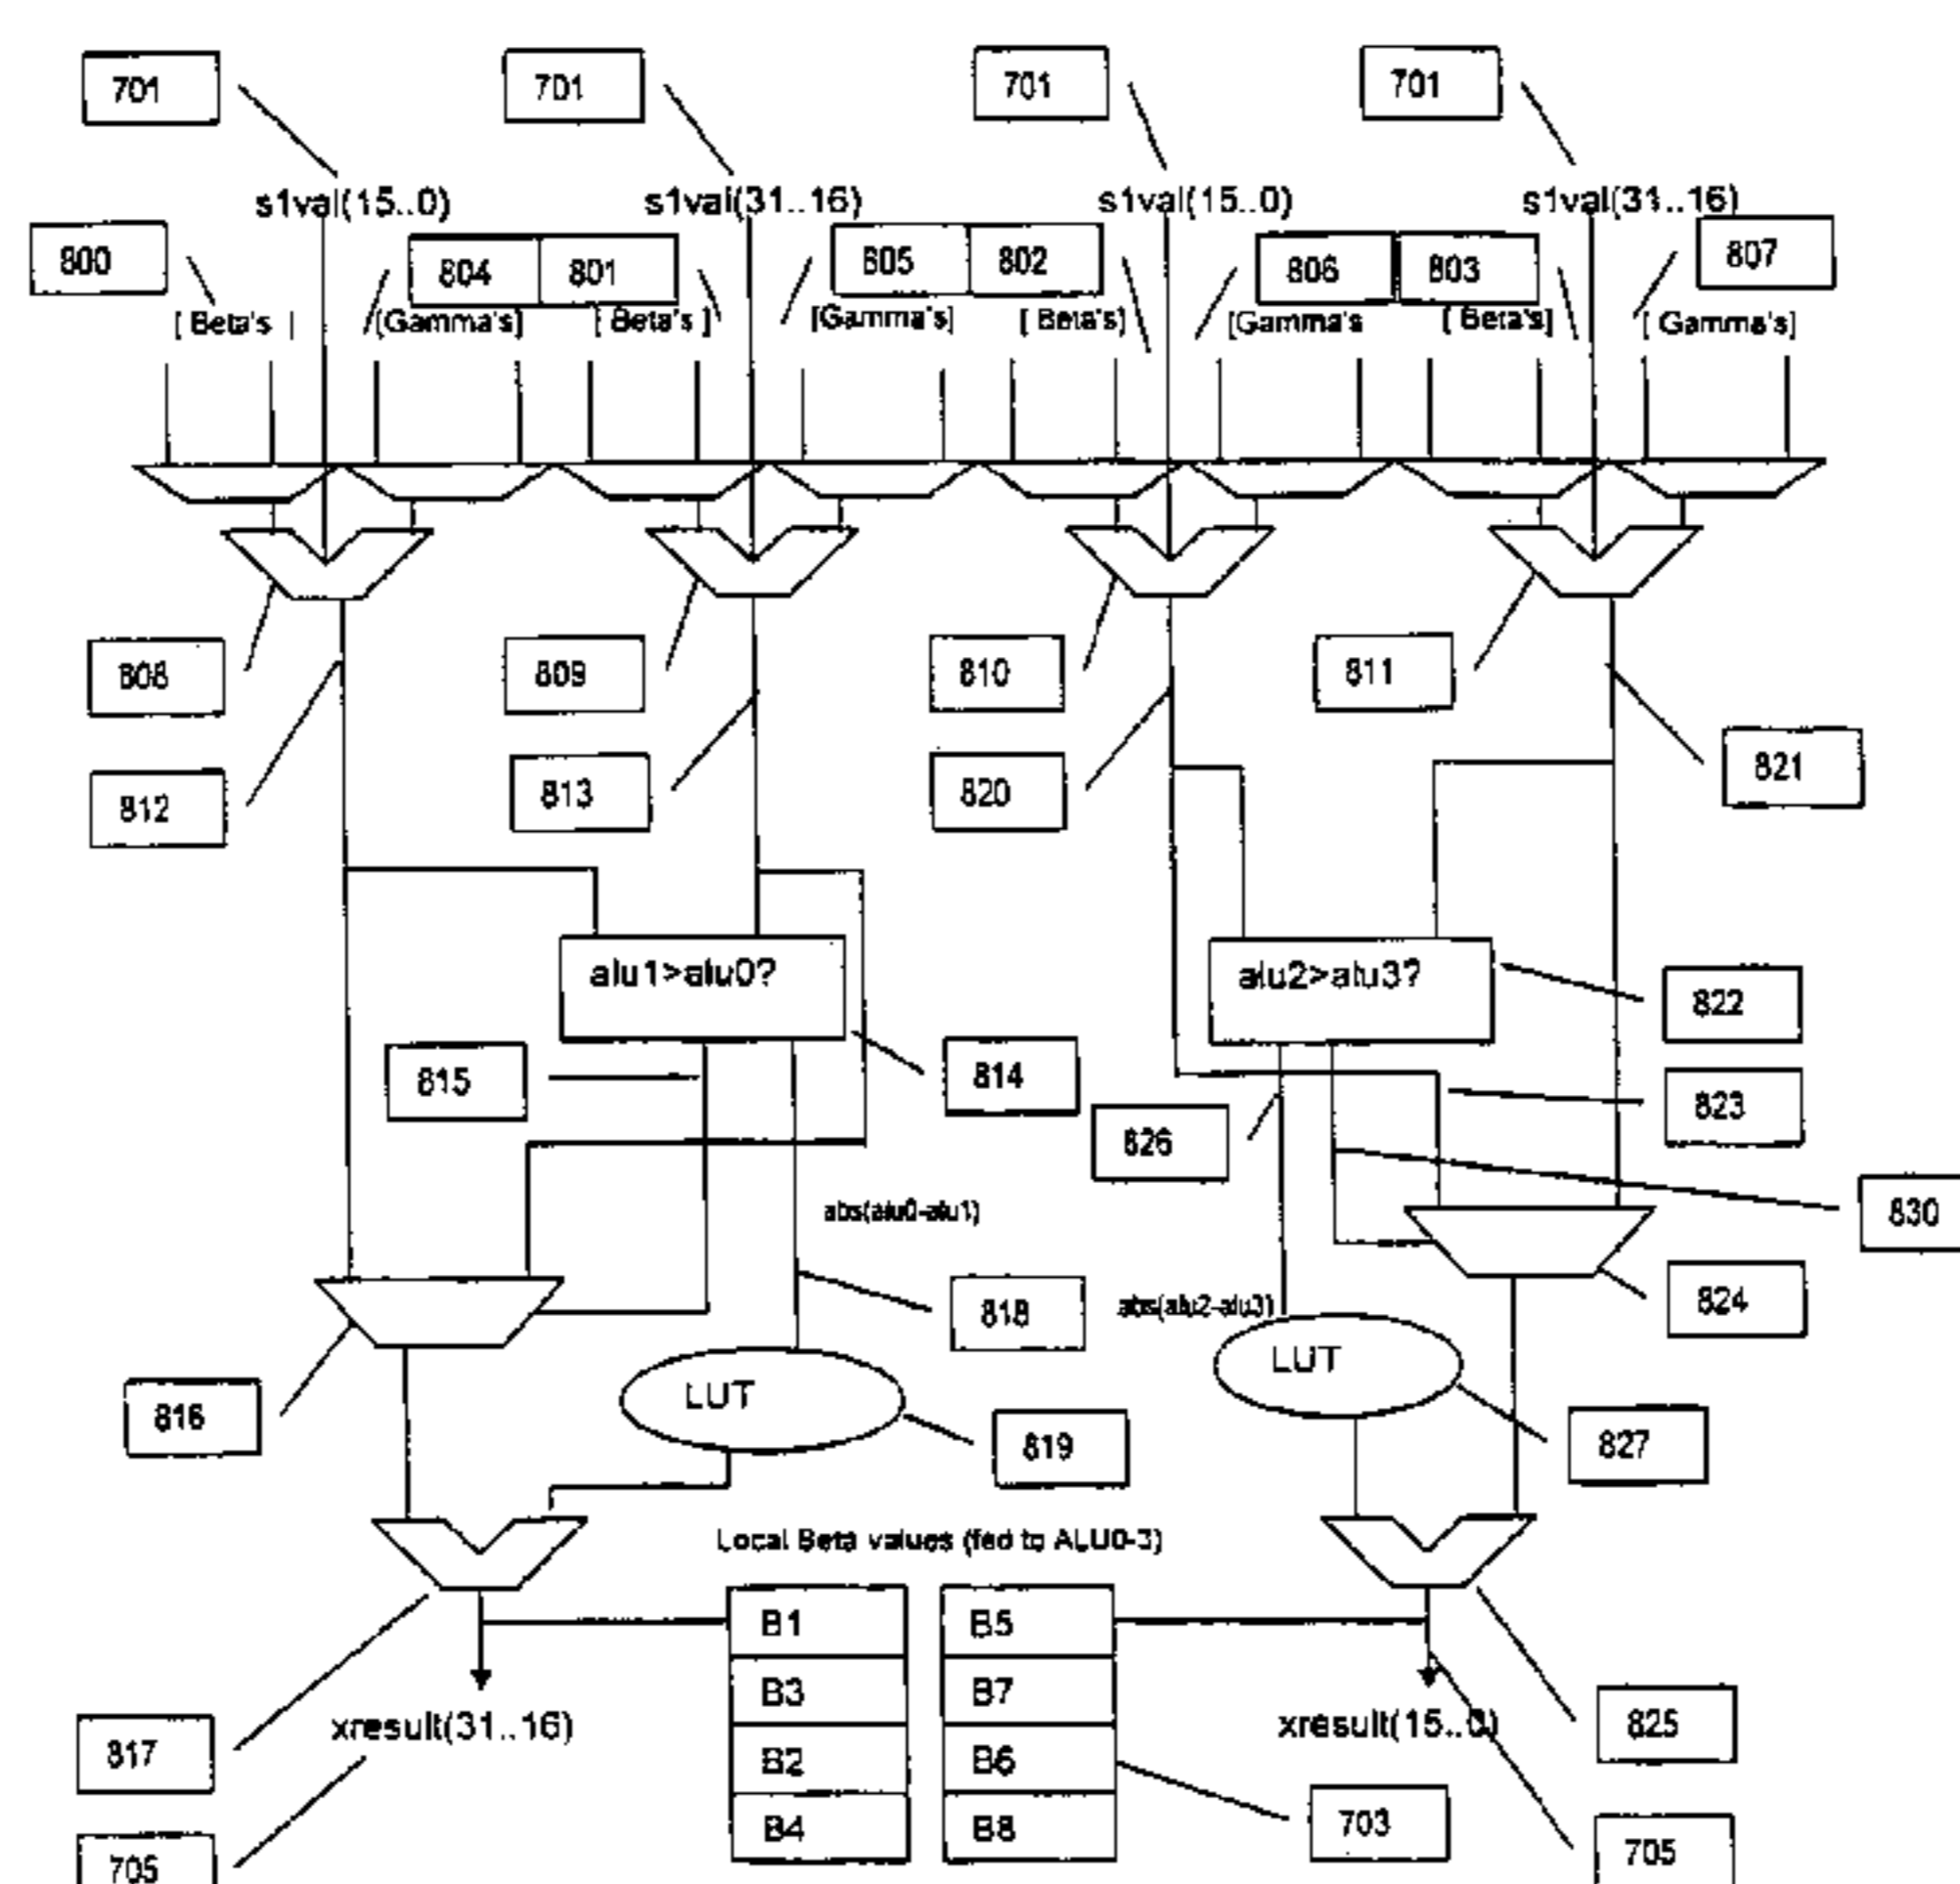 701 701 701 701
s1val(15..0) s1val(31..16) s1val(15..0) s1val(31..16)
800 804 801 805 802 806 803 807
[ Beta's ] [Gamma's] [ Beta's ] [Gamma's] [ Beta's] [Gamma's [ Beta's] [ Gamma's]
808 809 810 811
812 813 820 821
alu1>alu0? alu2>alu3?
822
815 814 823
826
830
abs(alu0-alu1)
818 abs(alu2-alu3) 824
LUT LUT
816 819 827
Local Beta values (fed to ALU0-3)
B1 B5
B3 B7
xresult(31..16) xresult(15..0) 825
817 B2 B6
B4 B8 703
705 705